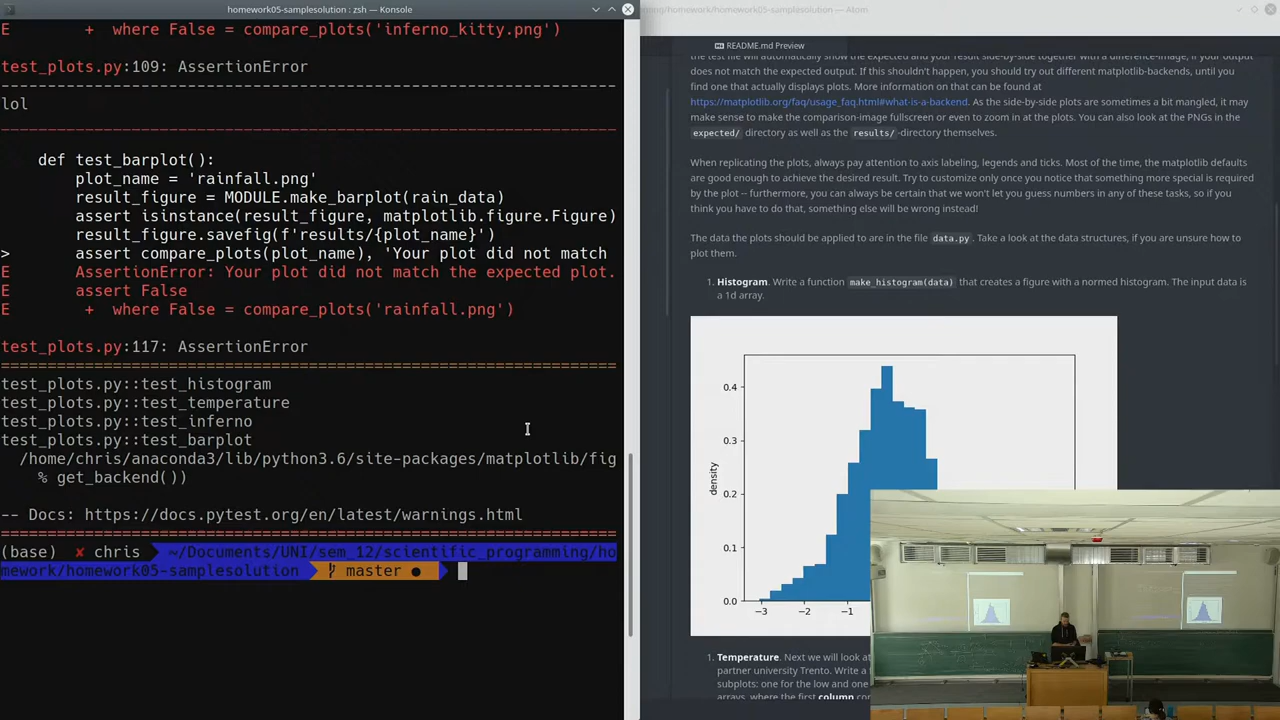 homework05-samplesolution : zsh — Konsole
E       +  where False = compare_plots('inferno_kitty.png')
test_plots.py:109: AssertionError
lol
def test_barplot():
plot_name = 'rainfall.png'
result_figure = MODULE.make_barplot(rain_data)
assert isinstance(result_figure, matplotlib.figure.Figure)
result_figure.savefig(f'results/{plot_name}')
>       assert compare_plots(plot_name), 'Your plot did not match
E       AssertionError: Your plot did not match the expected plot.
E       assert False
E        +  where False = compare_plots('rainfall.png')
test_plots.py:117: AssertionError
test_plots.py::test_histogram
test_plots.py::test_temperature
test_plots.py::test_inferno
test_plots.py::test_barplot
/home/chris/anaconda3/lib/python3.6/site-packages/matplotlib/fig
% get_backend())
-- Docs: https://docs.pytest.org/en/latest/warnings.html
(base) ✘ chris ~/Documents/UNI/sem_12/scientific_programming/ho
mework/homework05-samplesolution master ●
homework/homework05-samplesolution — Atom
README.md Preview
the test file will automatically show the expected and your result side-by-side together with a difference-image, if your output
does not match the expected output. If this shouldn't happen, you should try out different matplotlib-backends, until you
find one that actually displays plots. More information on that can be found at
https://matplotlib.org/faq/usage_faq.html#what-is-a-backend. As the side-by-side plots are sometimes a bit mangled, it may
make sense to make the comparison-image fullscreen or even to zoom in at the plots. You can also look at the PNGs in the
expected/ directory as well as the results/-directory themselves.
When replicating the plots, always pay attention to axis labeling, legends and ticks. Most of the time, the matplotlib defaults
are good enough to achieve the desired result. Try to customize only once you notice that something more special is required
by the plot -- furthermore, you can always be certain that we won't let you guess numbers in any of these tasks, so if you
think you have to do that, something else will be wrong instead!
The data the plots should be applied to are in the file data.py. Take a look at the data structures, if you are unsure how to
plot them.
1. Histogram. Write a function make_histogram(data) that creates a figure with a normed histogram. The input data is
a 1d array.
0.4
0.3
0.2
0.1
0.0
density
−3 −2 −1
1. Temperature. Next we will look at
partner university Trento. Write a f
subplots: one for the low and one
arrays, where the first column con